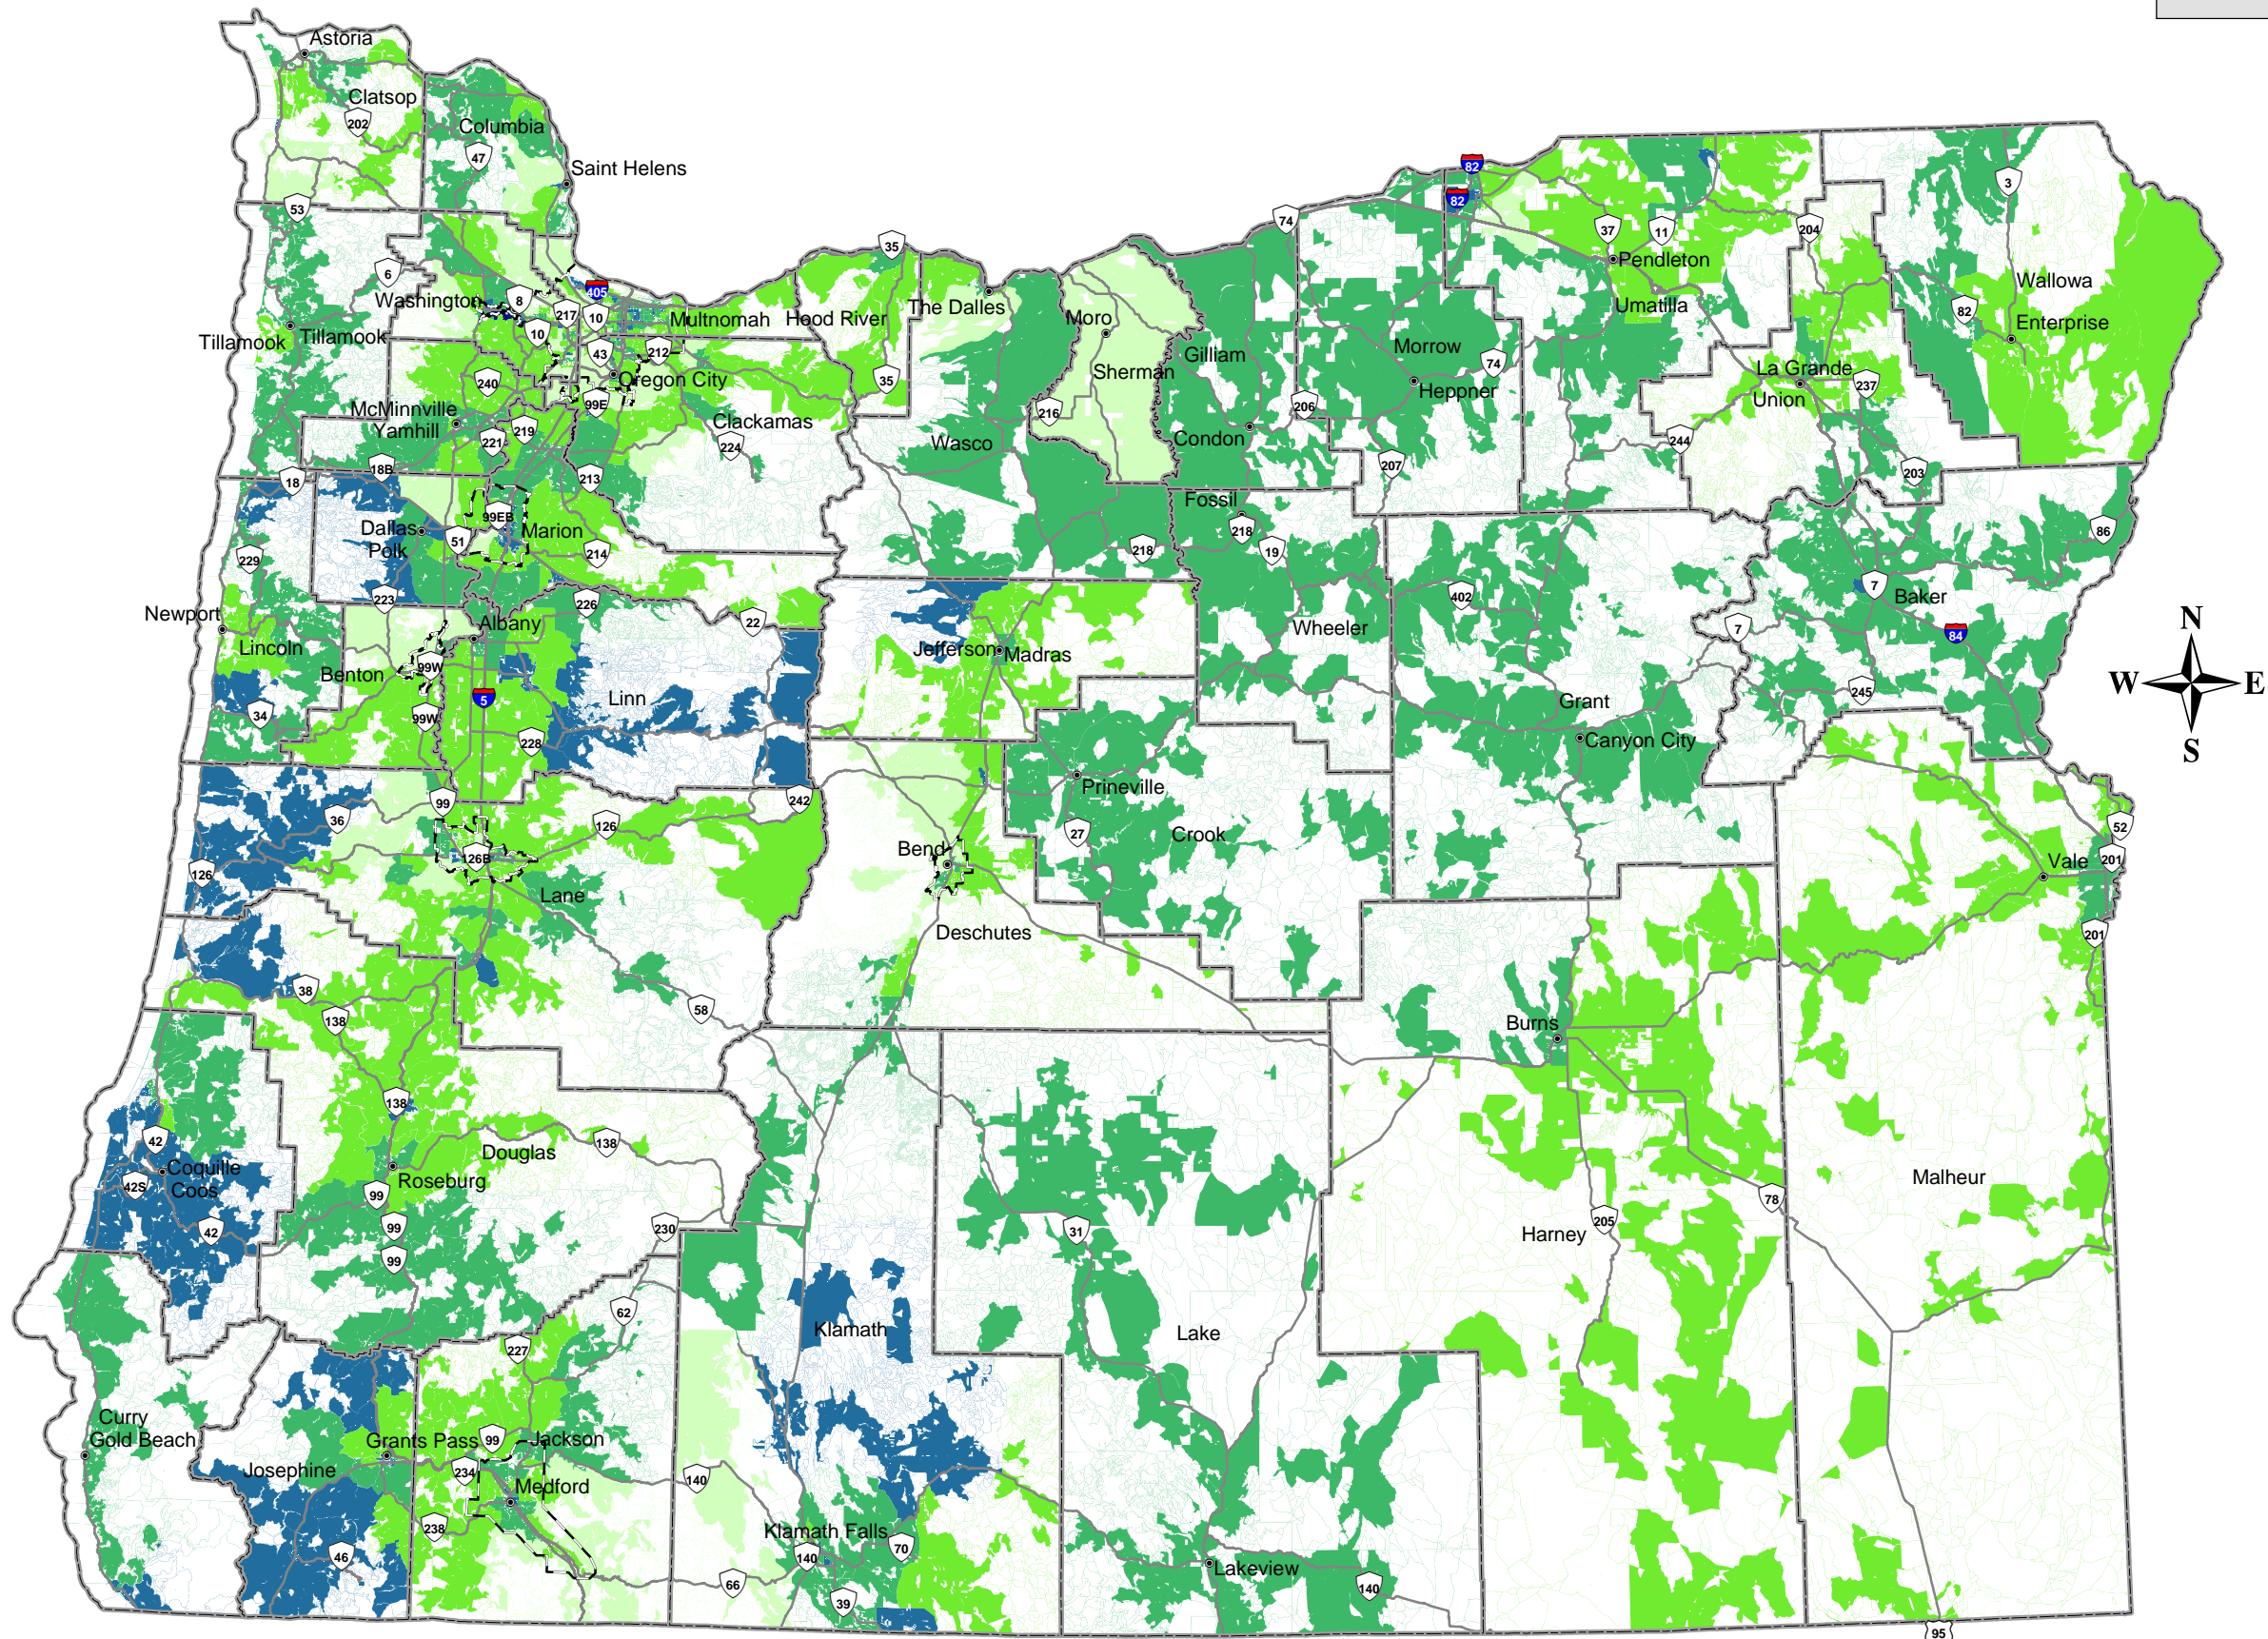 Astoria
Clatsop
202
Columbia
47
Saint Helens
82
82
3
53
35
74
37
11
204
6
405
Pendleton
Wallowa
Washington
8
217
10
10
Multnomah
Hood River
The Dalles
Moro
Umatilla
82
Enterprise
Tillamook
Tillamook
43
212
Gilliam
Morrow
74
240
Oregon City
35
Sherman
Heppner
La Grande
237
Union
99E
McMinnville
Yamhill
219
221
Clackamas
224
Wasco
216
206
Condon
244
207
18B
18
213
203
Fossil
218
99EB
Marion
Dallas
Polk
51
214
218
19
86
229
223
226
22
402
7
Baker
Newport
Albany
Lincoln
Wheeler
7
84
N
W
E
S
99W
Benton
Jefferson
Madras
Linn
5
245
34
99W
228
Grant
Canyon City
Prineville
242
36
99
126
27
Crook
52
126
126B
Bend
Vale
201
Lane
Deschutes
201
38
58
138
Burns
138
42
138
Douglas
Coquille
Coos
42S
Roseburg
99
Malheur
78
42
99
230
31
Harney
205
99
62
Klamath
Lake
227
Curry
Gold Beach
Grants Pass
99
Jackson
Josephine
234
140
Medford
238
Klamath Falls
70
46
140
Lakeview
66
39
140
95